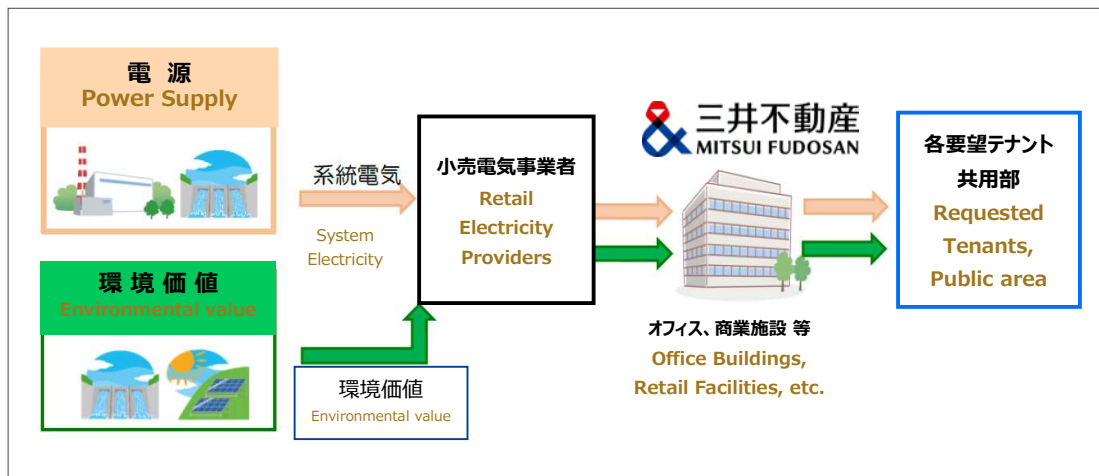 電 源
Power Supply
環 境 価 値
Environmental value
系統電気
System
Electricity
環境価値
Environmental value
小売電気事業者
Retail
Electricity
Providers
三井不動産
MITSUI FUDOSAN
オフィス、商業施設 等
Office Buildings,
Retail Facilities, etc.
各要望テナント
共用部
Requested
Tenants,
Public area